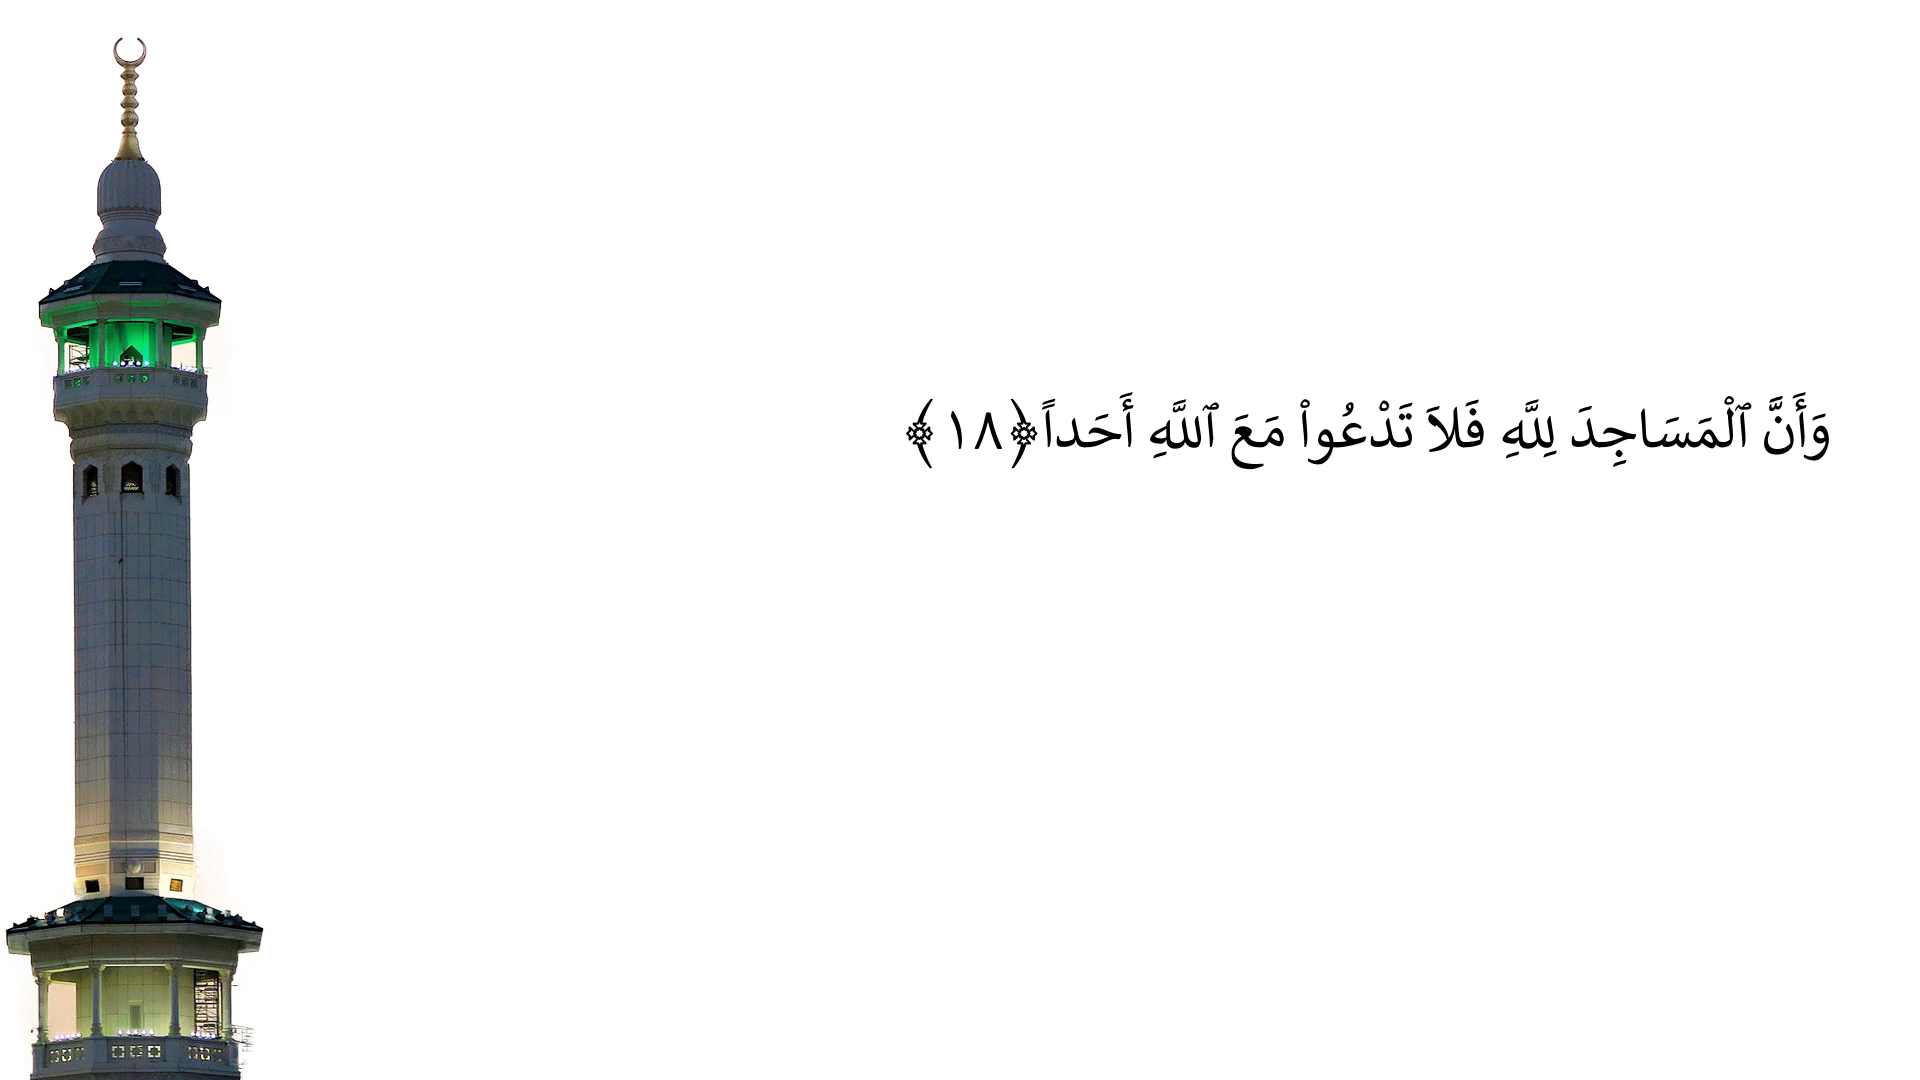 وَأَنَّ ٱلْمَسَاجِدَ لِلَّهِ فَلاَ تَدْعُواْ مَعَ ٱللَّهِ أَحَداً ﴿١٨﴾